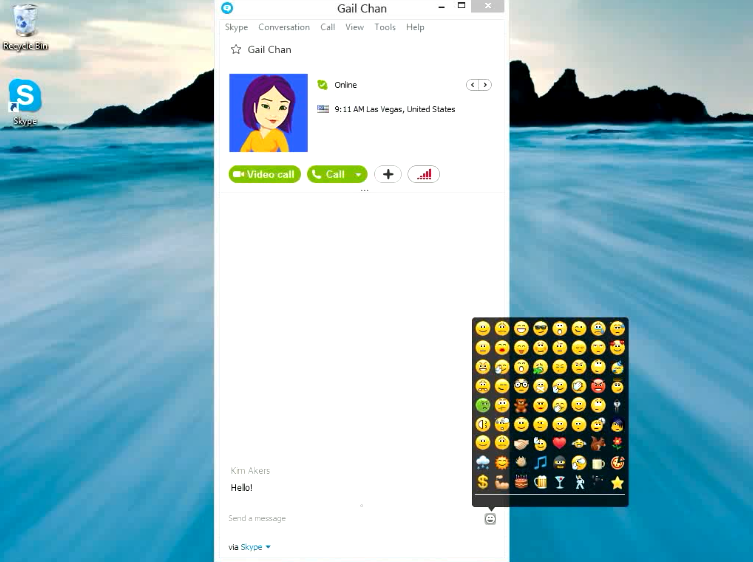 Gail Chan
Recycle Bin
Skype
Skype Conversation Call View Tools Help
Gail Chan
Online
9:11 AM Las Vegas, United States
Video call
Call
Kim Akers
Hello!
Send a message
via Skype